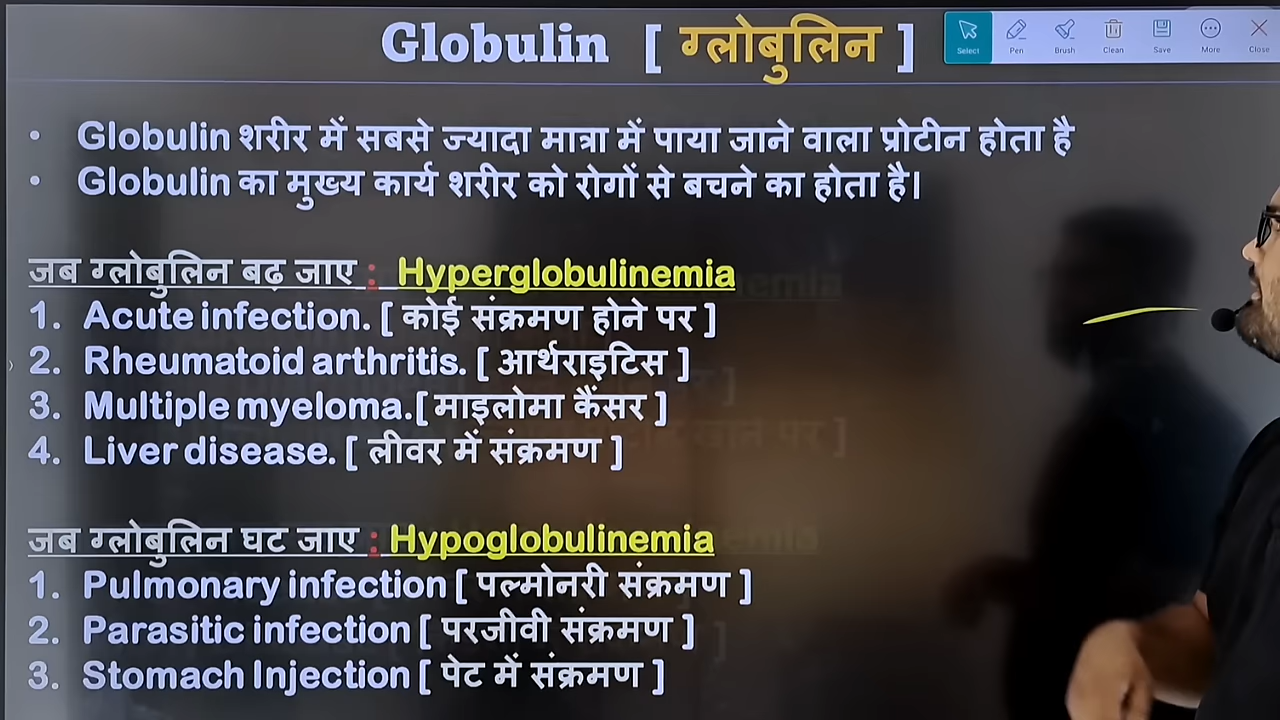 Globulin [ ग्लोबुलिन ]
Select Pen Brush Clean Save More Close
• Globulin शरीर में सबसे ज्यादा मात्रा में पाया जाने वाला प्रोटीन होता है
• Globulin का मुख्य कार्य शरीर को रोगों से बचने का होता है।
जब ग्लोबुलिन बढ़ जाए : Hyperglobulinemia
1. Acute infection. [ कोई संक्रमण होने पर ]
2. Rheumatoid arthritis. [ आर्थराइटिस ]
3. Multiple myeloma.[ माइलोमा कैंसर ]
4. Liver disease. [ लीवर में संक्रमण ]
जब ग्लोबुलिन घट जाए : Hypoglobulinemia
1. Pulmonary infection [ पल्मोनरी संक्रमण ]
2. Parasitic infection [ परजीवी संक्रमण ]
3. Stomach Injection [ पेट में संक्रमण ]